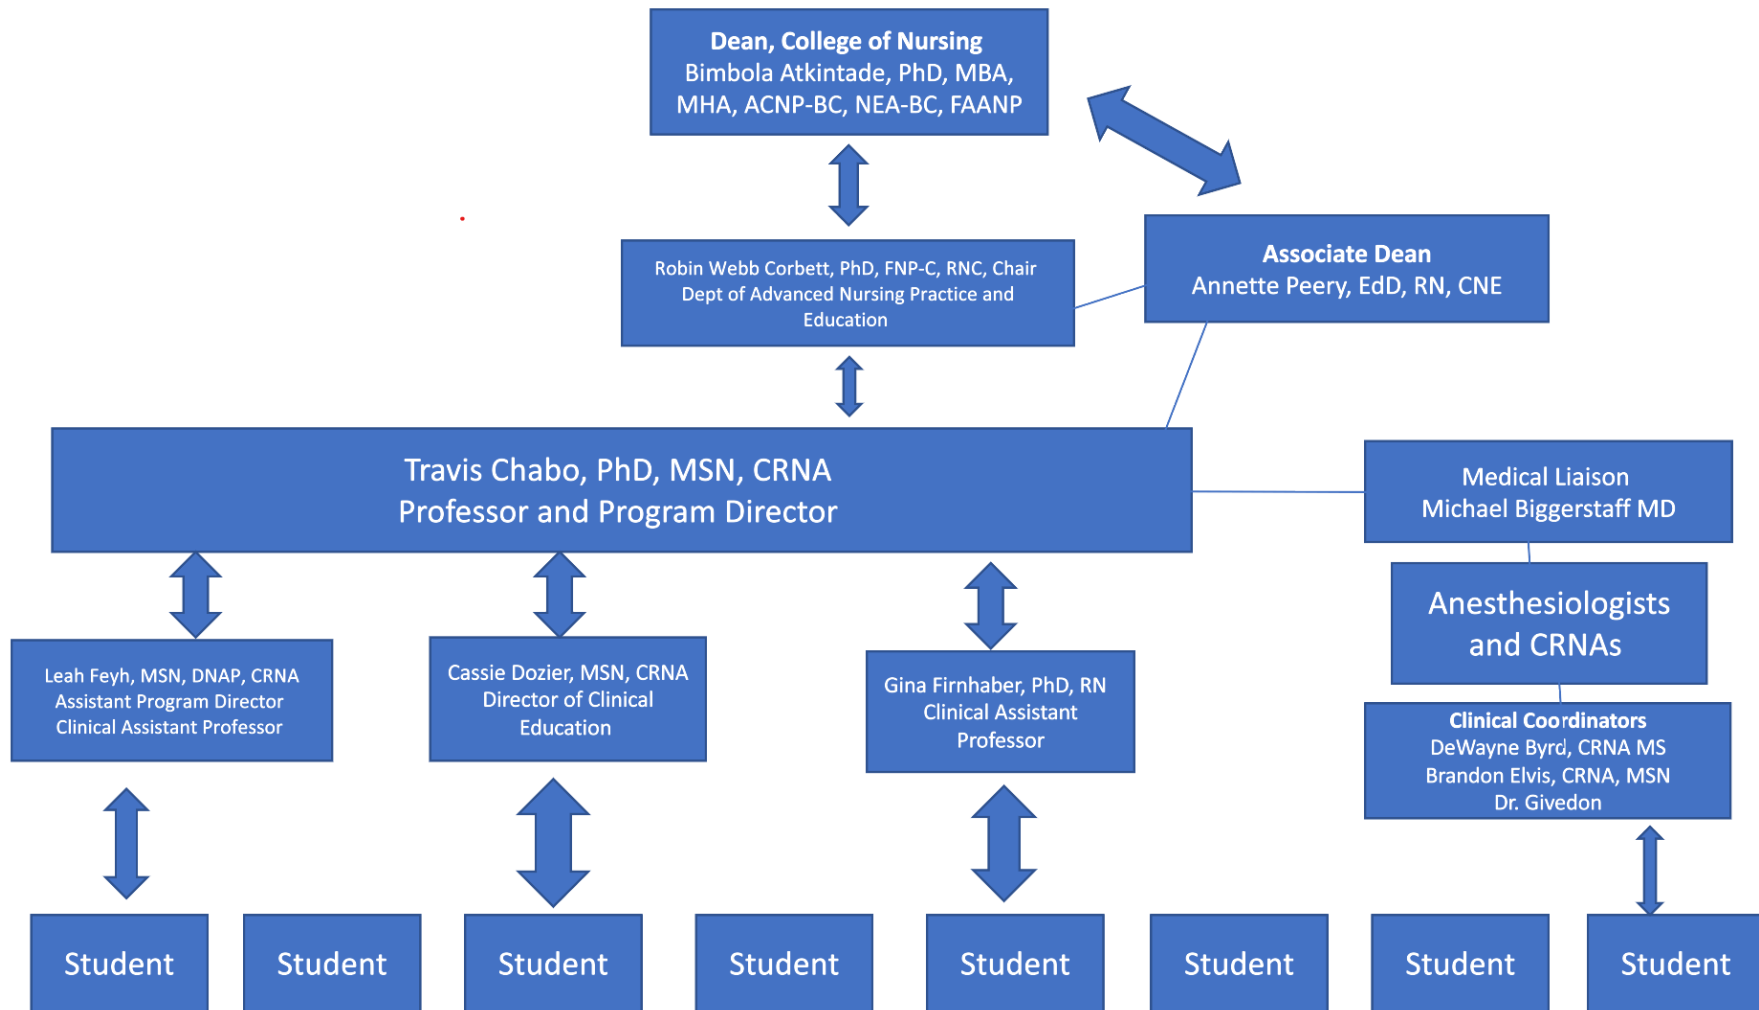 Dean, College of Nursing
Bimbola Atkintade, PhD, MBA,
MHA, ACNP-BC, NEA-BC, FAANP
Robin Webb Corbett, PhD, FNP-C, RNC, Chair
Dept of Advanced Nursing Practice and
Education
Associate Dean
Annette Peery, EdD, RN, CNE
Travis Chabo, PhD, MSN, CRNA
Professor and Program Director
Medical Liaison
Michael Biggerstaff MD
Anesthesiologists
and CRNAs
Leah Feyh, MSN, DNAP, CRNA
Assistant Program Director
Clinical Assistant Professor
Cassie Dozier, MSN, CRNA
Director of Clinical
Education
Gina Firnhaber, PhD, RN
Clinical Assistant
Professor
Clinical Coordinators
DeWayne Byrd, CRNA MS
Brandon Elvis, CRNA, MSN
Dr. Givedon
Student
Student
Student
Student
Student
Student
Student
Student